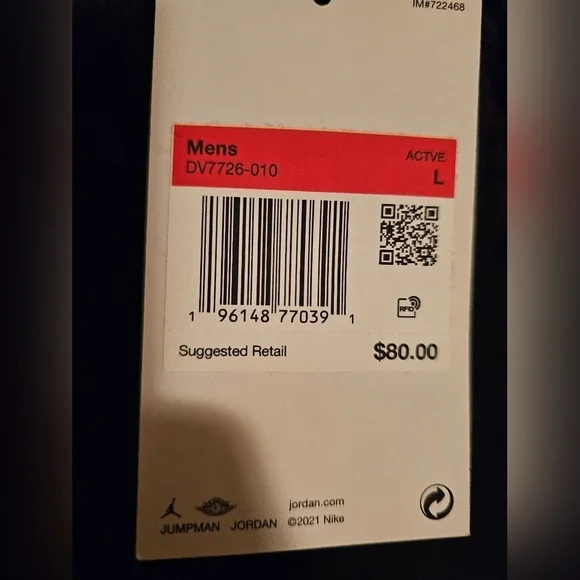 IM#722468
Mens ACTVE
DV7726-010 L
1 96148 77039 1
RFID
Suggested Retail $80.00
jordan.com
JUMPMAN JORDAN ©2021 Nike